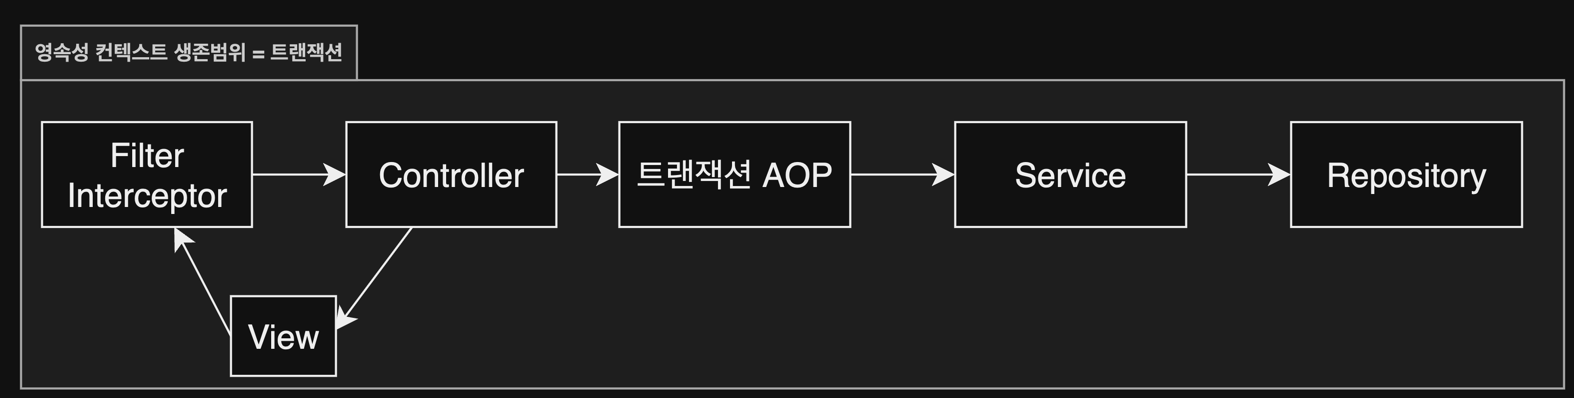 영속성 컨텍스트 생존범위 = 트랜잭션
Filter
Interceptor
Controller
트랜잭션 AOP
Service
Repository
View